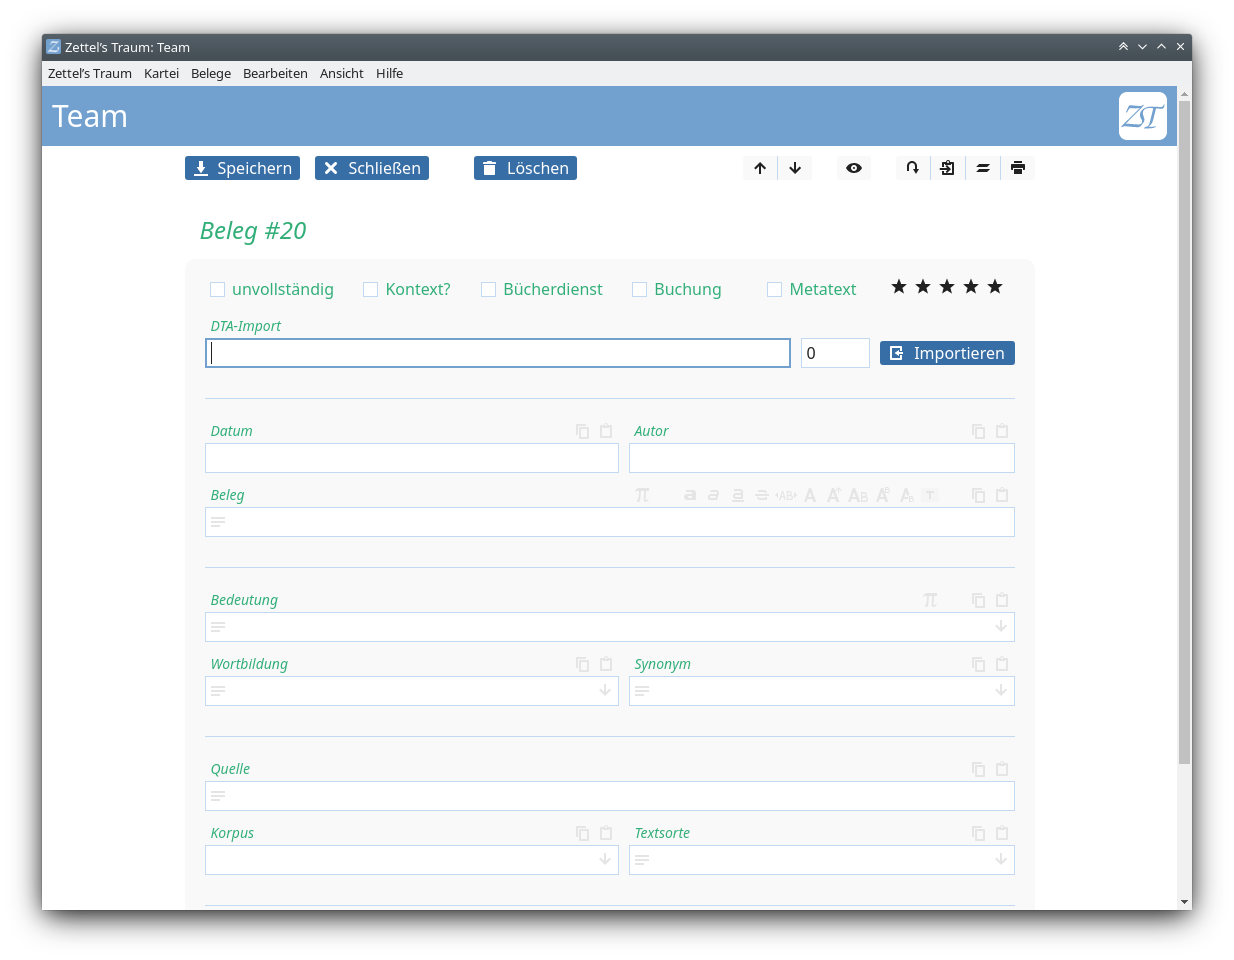 Zettel’s Traum: Team
Zettel’s Traum Kartei Belege Bearbeiten Ansicht Hilfe
Team
ZT
Speichern Schließen Löschen
Beleg #20
unvollständig Kontext? Bücherdienst Buchung Metatext
DTA-Import
0 Importieren
Datum Autor
Beleg
Bedeutung
Wortbildung Synonym
Quelle
Korpus Textsorte